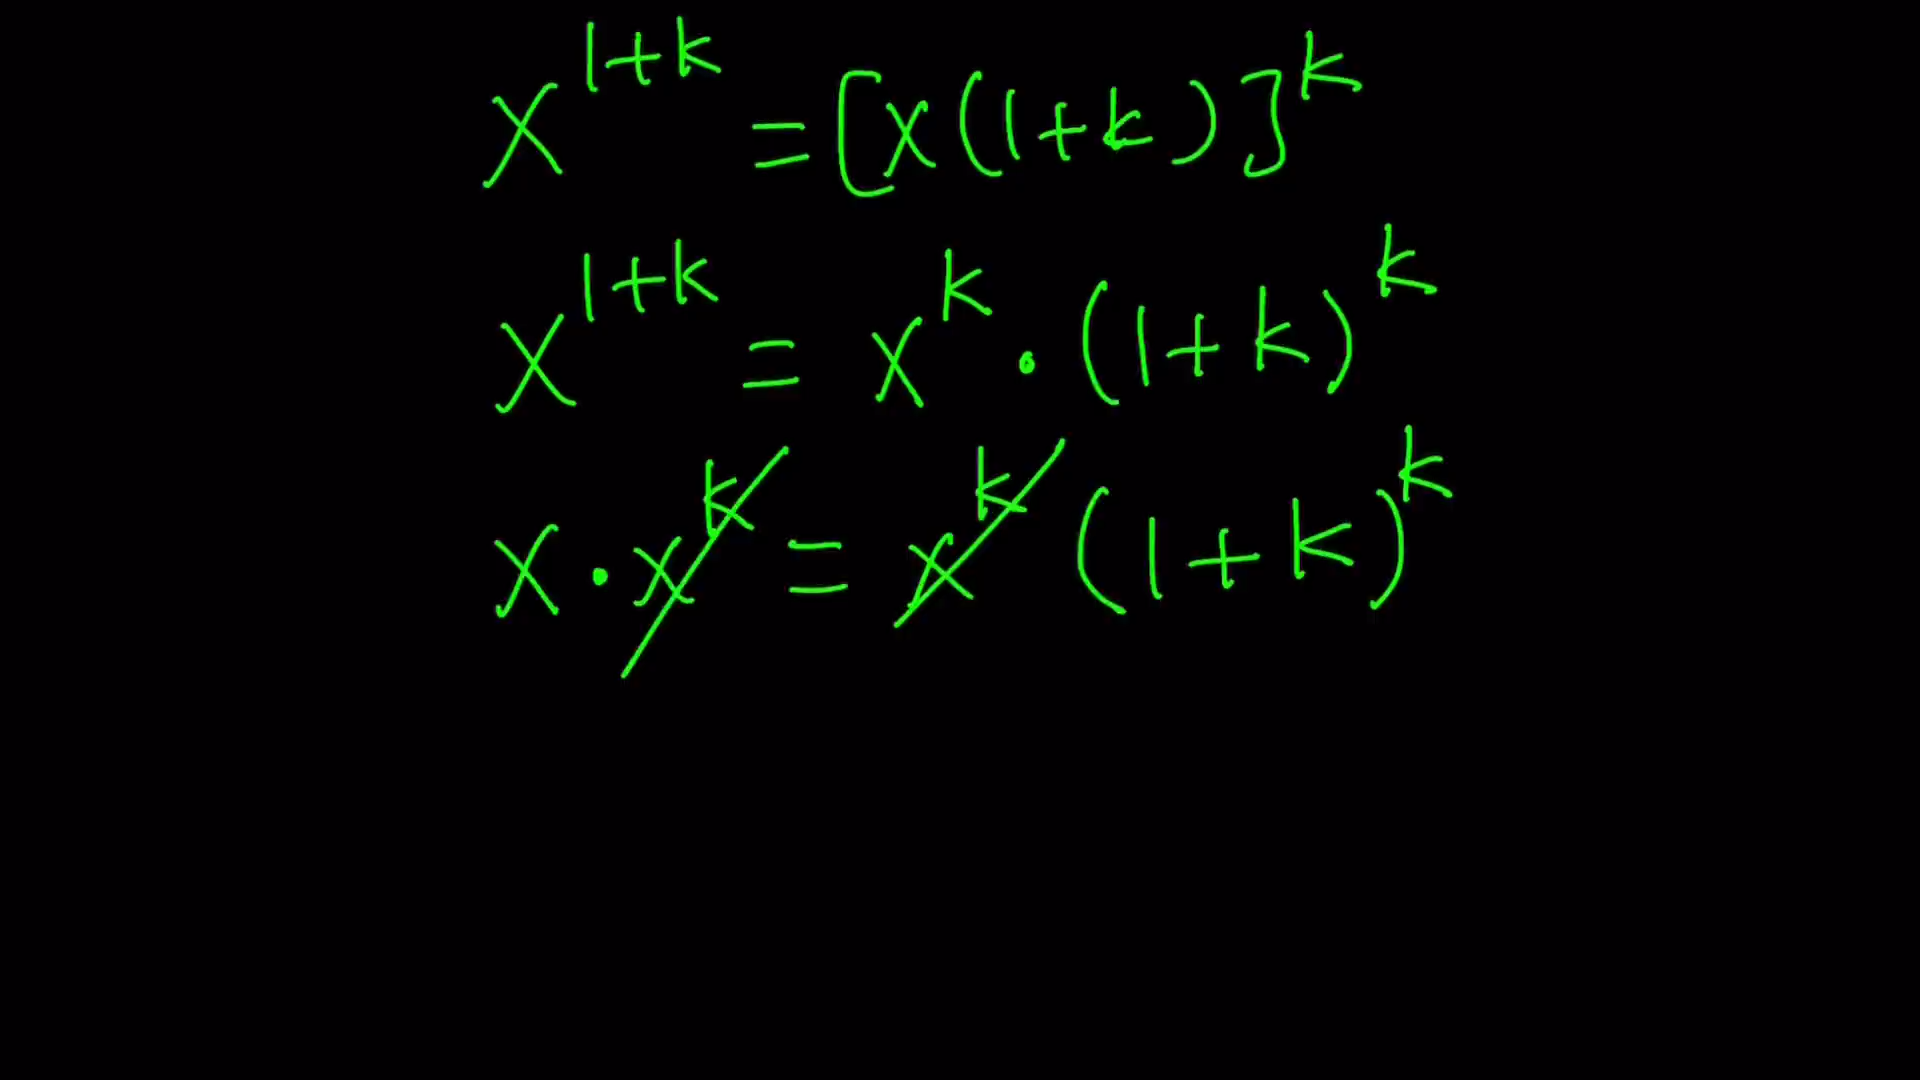 x^{1+k} = [x(1+k)]^k
x^{1+k} = x^k · (1+k)^k
x · x^k = x^k (1+k)^k